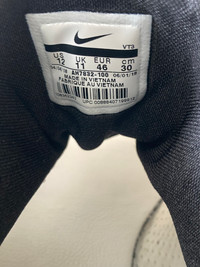 VT3
US UK EUR cm
12 11 46 30
AH7832-100
MADE IN VIETNAM
FABRIQUE AU VIETNAM